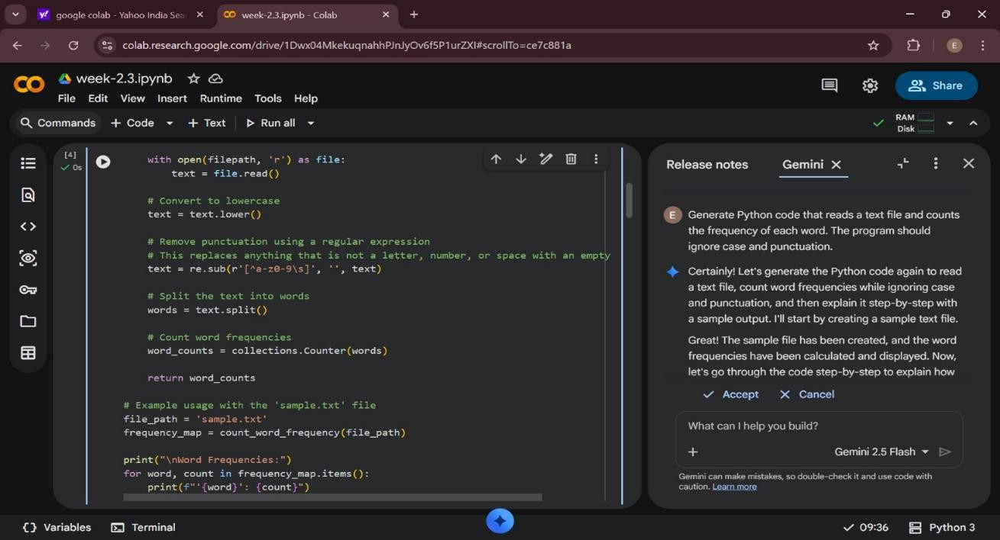 google colab - Yahoo India Sea
week-2.3.ipynb - Colab
colab.research.google.com/drive/1Dwx04MkekuqnahhPJnJyOv6f5P1urZXI#scrollTo=ce7c881a
E
week-2.3.ipynb
File Edit View Insert Runtime Tools Help
Share
Commands + Code + Text Run all
RAM
Disk
[4]
0s
with open(filepath, 'r') as file:
text = file.read()
# Convert to lowercase
text = text.lower()
# Remove punctuation using a regular expression
# This replaces anything that is not a letter, number, or space with an empty
text = re.sub(r'[^a-z0-9\s]', '', text)
# Split the text into words
words = text.split()
# Count word frequencies
word_counts = collections.Counter(words)
return word_counts
# Example usage with the 'sample.txt' file
file_path = 'sample.txt'
frequency_map = count_word_frequency(file_path)
print("\nWord Frequencies:")
for word, count in frequency_map.items():
print(f"'{word}': {count}")
Release notes Gemini
E
Generate Python code that reads a text file and counts
the frequency of each word. The program should
ignore case and punctuation.
Certainly! Let's generate the Python code again to read
a text file, count word frequencies while ignoring case
and punctuation, and then explain it step-by-step with
a sample output. I'll start by creating a sample text file.
Great! The sample file has been created, and the word
frequencies have been calculated and displayed. Now,
let's go through the code step-by-step to explain how
Accept Cancel
What can I help you build?
Gemini 2.5 Flash
Gemini can make mistakes, so double-check it and use code with
caution. Learn more
Variables Terminal
09:36 Python 3